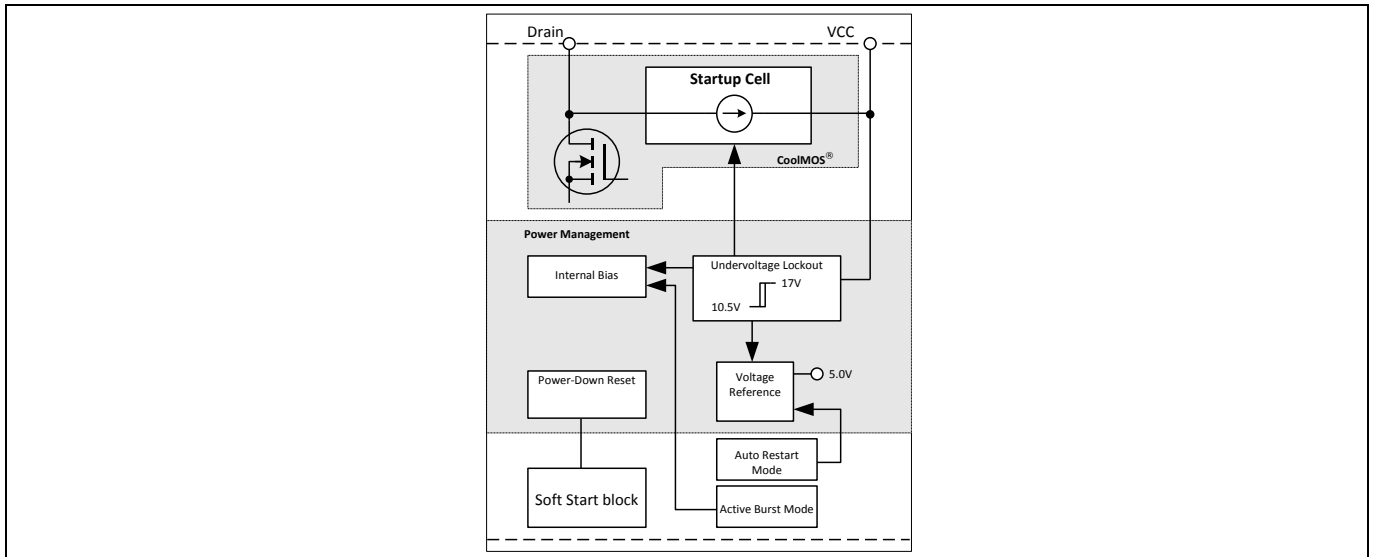 Drain
VCC
Startup Cell
CoolMOS®
Power Management
Internal Bias
Undervoltage Lockout
17V
10.5V
Power-Down Reset
Voltage
Reference
5.0V
Auto Restart
Mode
Soft Start block
Active Burst Mode